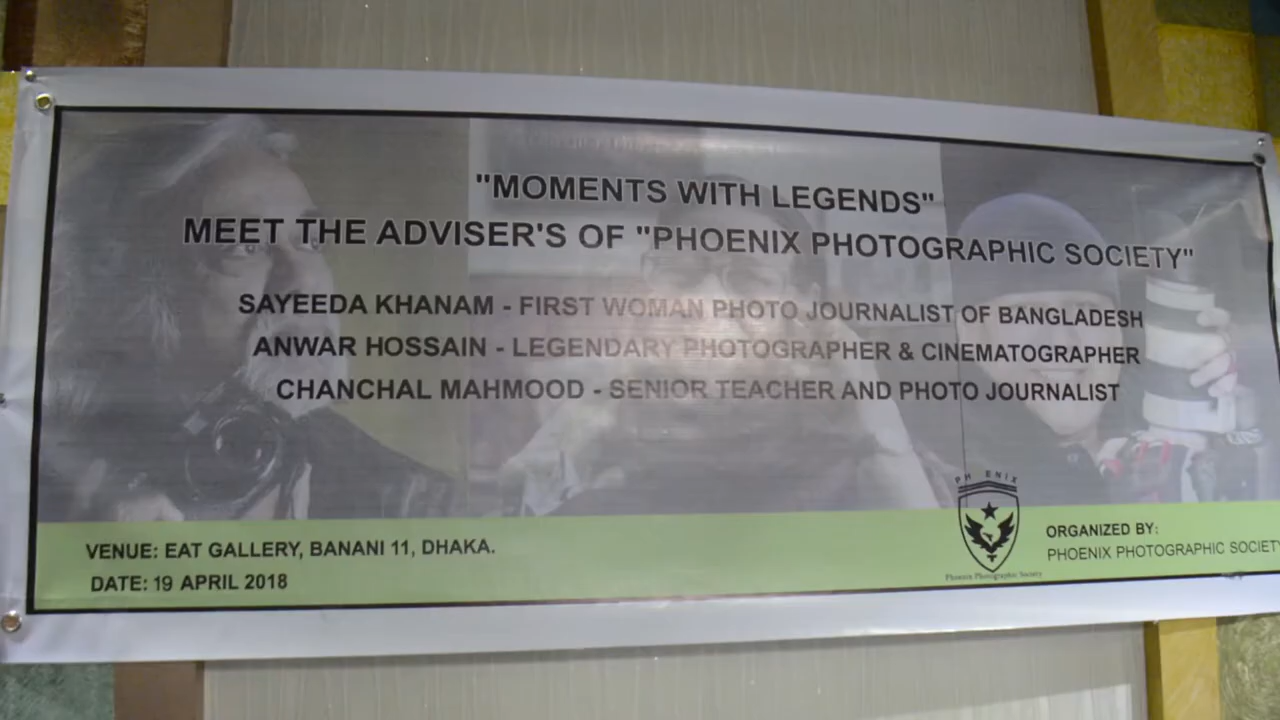 "MOMENTS WITH LEGENDS"
MEET THE ADVISER'S OF "PHOENIX PHOTOGRAPHIC SOCIETY"
SAYEEDA KHANAM - FIRST WOMAN PHOTO JOURNALIST OF BANGLADESH
ANWAR HOSSAIN - LEGENDARY PHOTOGRAPHER & CINEMATOGRAPHER
CHANCHAL MAHMOOD - SENIOR TEACHER AND PHOTO JOURNALIST
VENUE: EAT GALLERY, BANANI 11, DHAKA.
DATE: 19 APRIL 2018
PH ENIX
Phoenix Photographic Society
ORGANIZED BY:
PHOENIX PHOTOGRAPHIC SOCIETY